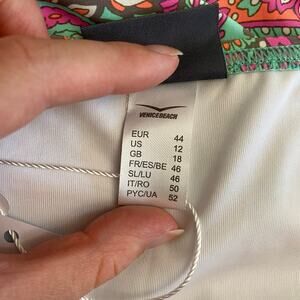 VENICEBEACH
EUR 44
US 12
GB 18
FR/ES/BE 46
SL/LU 46
IT/RO 50
PYC/UA 52